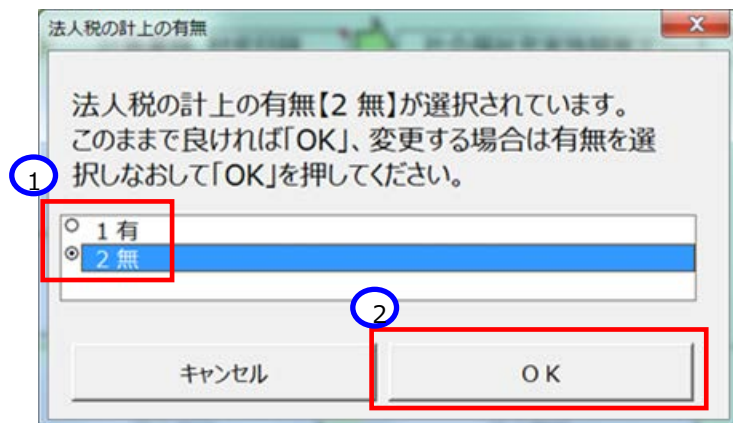 法人税の計上の有無
法人税の計上の有無【2 無】が選択されています。
このままで良ければ「OK」、変更する場合は有無を選
択しなおして「OK」を押してください。
1
1 有
2 無
2
キャンセル
O K